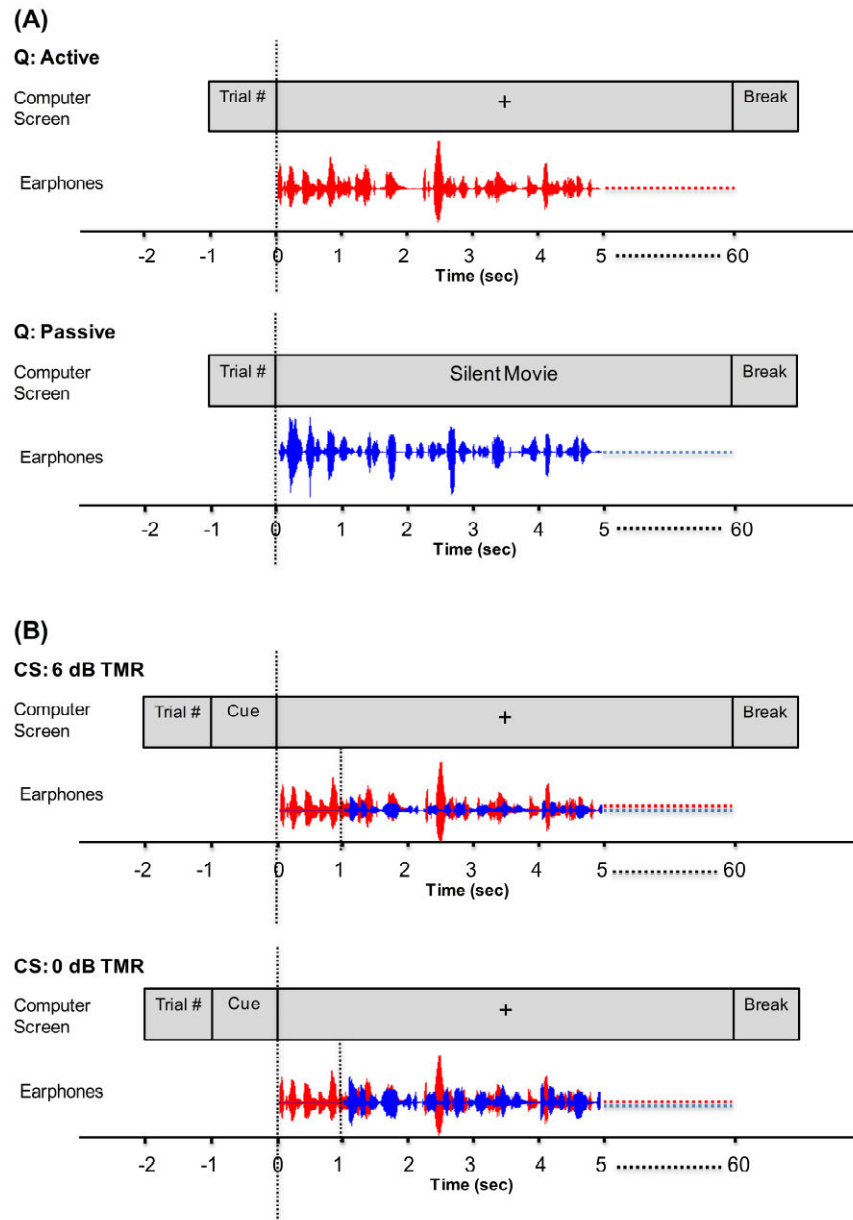 (A)
Q: Active
Computer Screen
Trial #
+
Break
Earphones
-2 -1 0 1 2 3 4 5 60
Time (sec)
Q: Passive
Computer Screen
Trial #
Silent Movie
Break
Earphones
-2 -1 0 1 2 3 4 5 60
Time (sec)
(B)
CS: 6 dB TMR
Computer Screen
Trial #
Cue
+
Break
Earphones
-2 -1 0 1 2 3 4 5 60
Time (sec)
CS: 0 dB TMR
Computer Screen
Trial #
Cue
+
Break
Earphones
-2 -1 0 1 2 3 4 5 60
Time (sec)